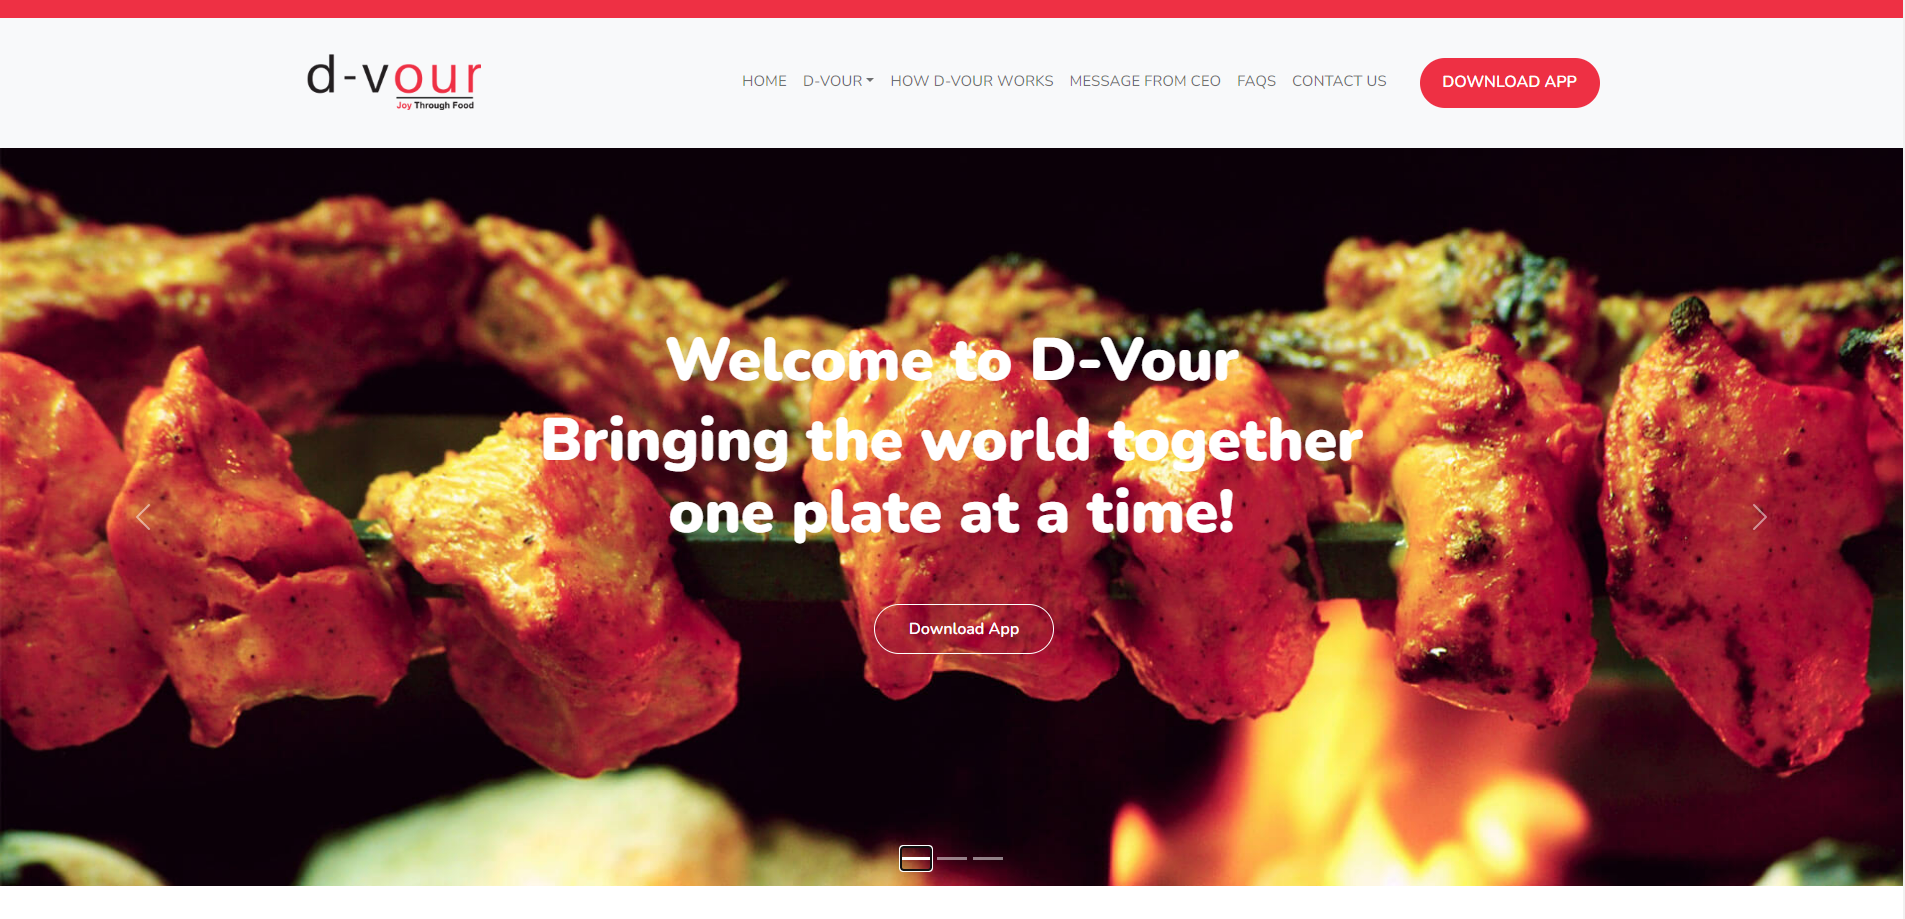 d-vour
Joy Through Food
HOME D-VOUR HOW D-VOUR WORKS MESSAGE FROM CEO FAQS CONTACT US DOWNLOAD APP
Welcome to D-Vour
Bringing the world together
one plate at a time!
Download App